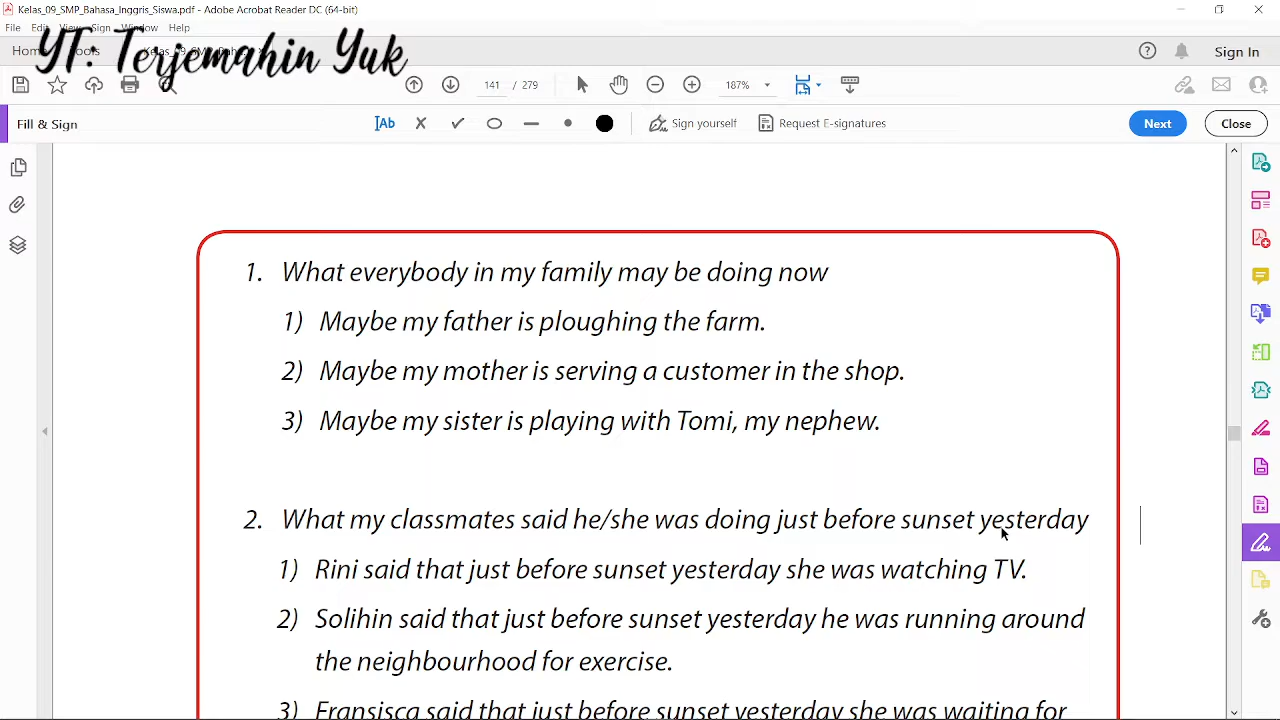 Kelas_09_SMP_Bahasa_Inggris_Siswa.pdf - Adobe Acrobat Reader DC (64-bit)
File Edit View Sign Window Help
YT: Terjemahin Yuk
Sign In
141 / 279
187%
Fill & Sign
Ab
Sign yourself
Request E-signatures
Next
Close
1. What everybody in my family may be doing now
1) Maybe my father is ploughing the farm.
2) Maybe my mother is serving a customer in the shop.
3) Maybe my sister is playing with Tomi, my nephew.
2. What my classmates said he/she was doing just before sunset yesterday
1) Rini said that just before sunset yesterday she was watching TV.
2) Solihin said that just before sunset yesterday he was running around
the neighbourhood for exercise.
3) Fransisca said that just before sunset yesterday she was waiting for